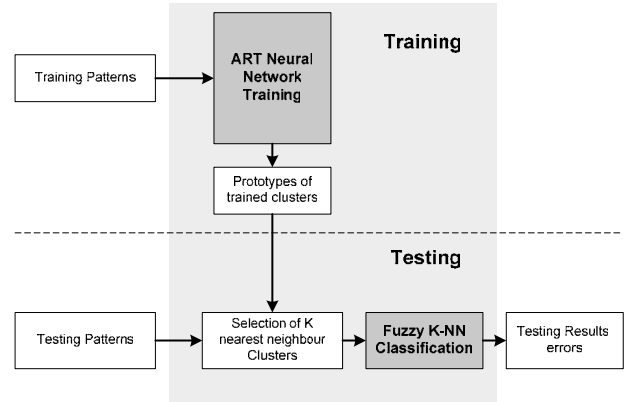 Training
ART Neural
Network
Training
Training Patterns
Prototypes of
trained clusters
Testing
Testing Patterns
Selection of K
nearest neighbour
Clusters
Fuzzy K-NN
Classification
Testing Results
errors